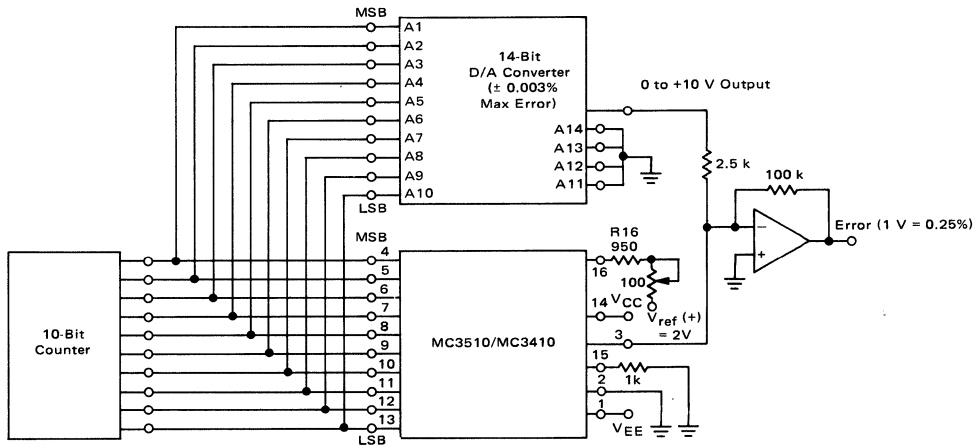 MSB
A1
A2
A3
A4
A5
A6
A7
A8
A9
A10
LSB
14-Bit
D/A Converter
(± 0.003%
Max Error)
A14
A13
A12
A11
0 to +10 V Output
2.5 k
100 k
Error (1 V = 0.25%)
10-Bit
Counter
MSB
4
5
6
7
8
9
10
11
12
13
LSB
MC3510/MC3410
R16
950
16
100
14 VCC
Vref (+)
= 2V
3
15
1k
2
1
VEE